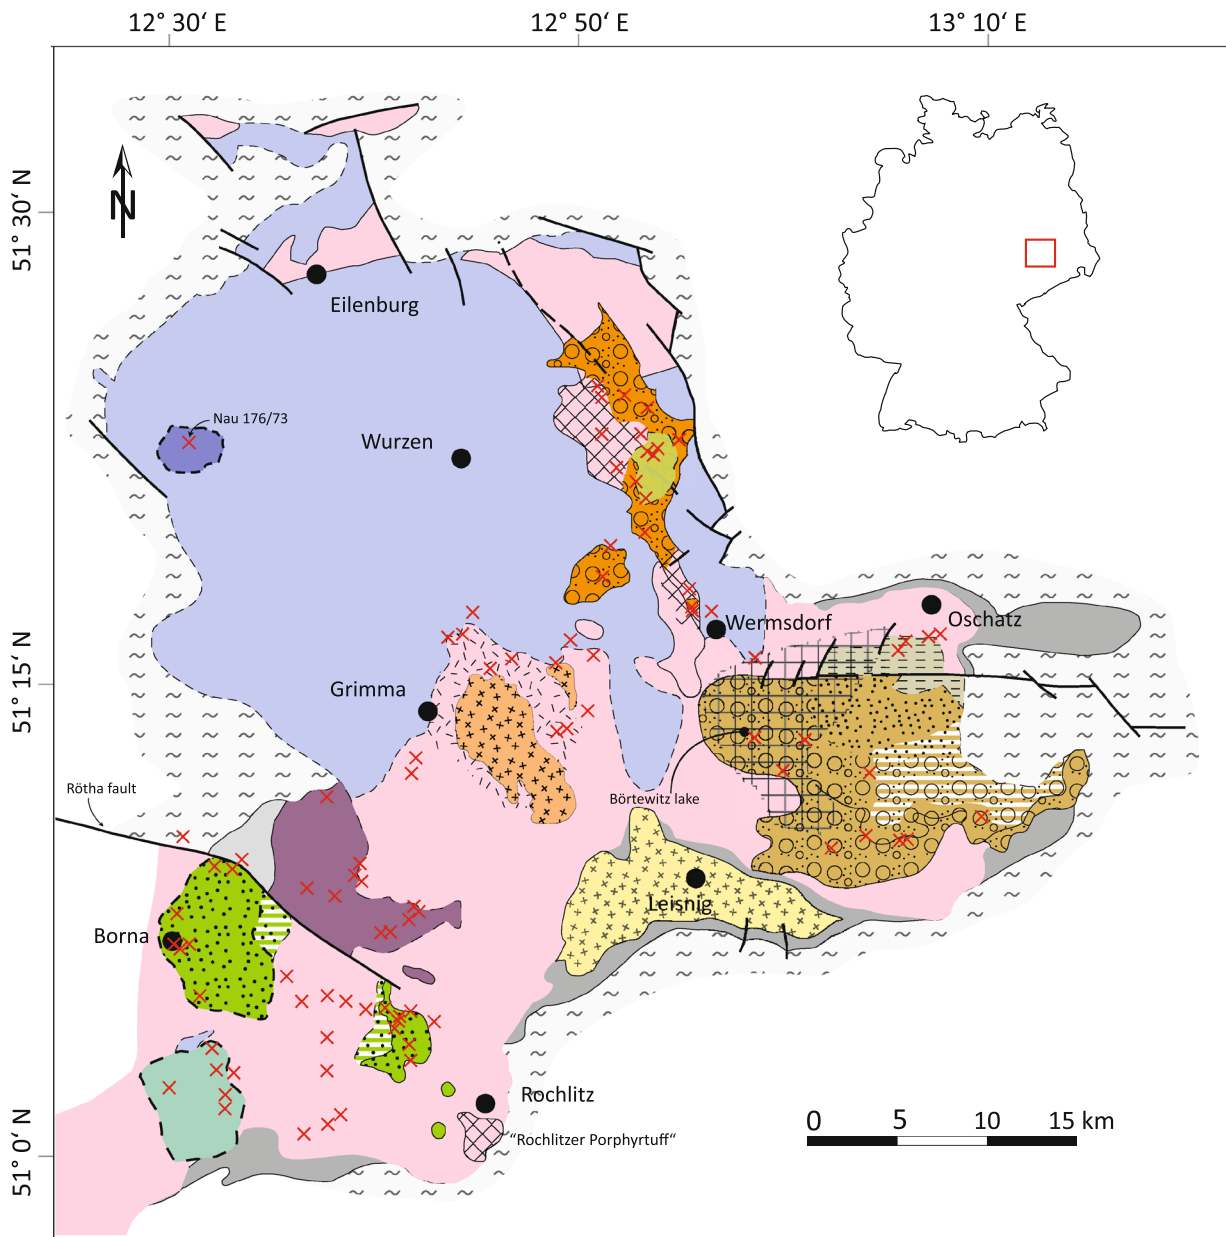 12° 30‘ E
12° 50‘ E
13° 10‘ E
51° 30‘ N
N
Eilenburg
Nau 176/73
Wurzen
Wermsdorf
Oschatz
51° 15‘ N
Grimma
Rötha fault
Börtewitz lake
Leisnig
Borna
Rochlitz
0 5 10 15 km
“Rochlitzer Porphyrtuff“
51° 0‘ N